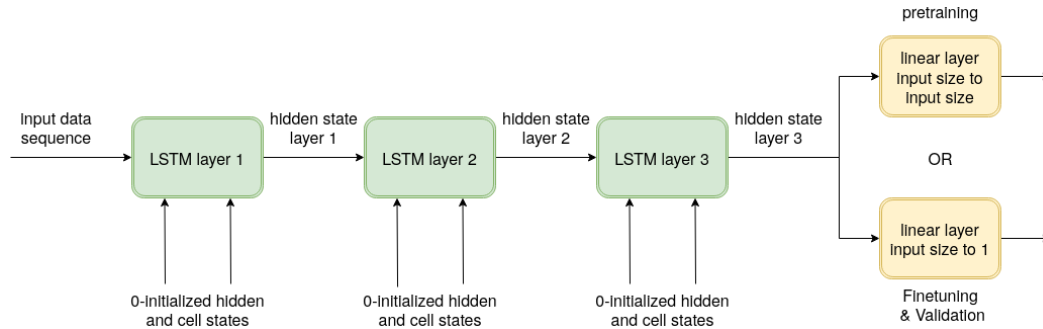 pretraining
linear layer
input size to
input size
input data
sequence
LSTM layer 1
hidden state
layer 1
LSTM layer 2
hidden state
layer 2
LSTM layer 3
hidden state
layer 3
OR
linear layer
input size to 1
0-initialized hidden
and cell states
0-initialized hidden
and cell states
0-initialized hidden
and cell states
Finetuning
& Validation